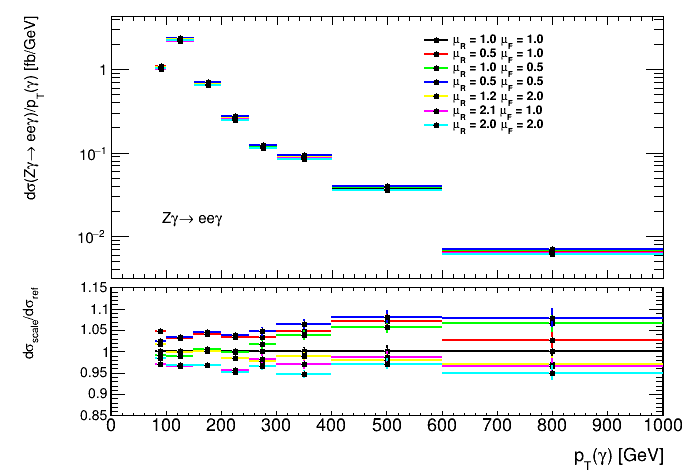 dσ(Zγ→ eeγ)/p_T(γ) [fb/GeV]
1
10⁻¹
10⁻²
μ_R = 1.0 μ_F = 1.0
μ_R = 0.5 μ_F = 1.0
μ_R = 1.0 μ_F = 0.5
μ_R = 0.5 μ_F = 0.5
μ_R = 1.2 μ_F = 2.0
μ_R = 2.1 μ_F = 1.0
μ_R = 2.0 μ_F = 2.0
Zγ→ eeγ
dσ_scale/dσ_ref
1.15
1.1
1.05
1
0.95
0.9
0.85
0 100 200 300 400 500 600 700 800 900 1000
p_T(γ) [GeV]